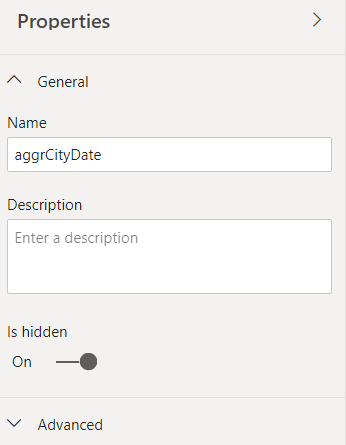 Properties
General
Name
aggrCityDate
Description
Enter a description
Is hidden
On
Advanced